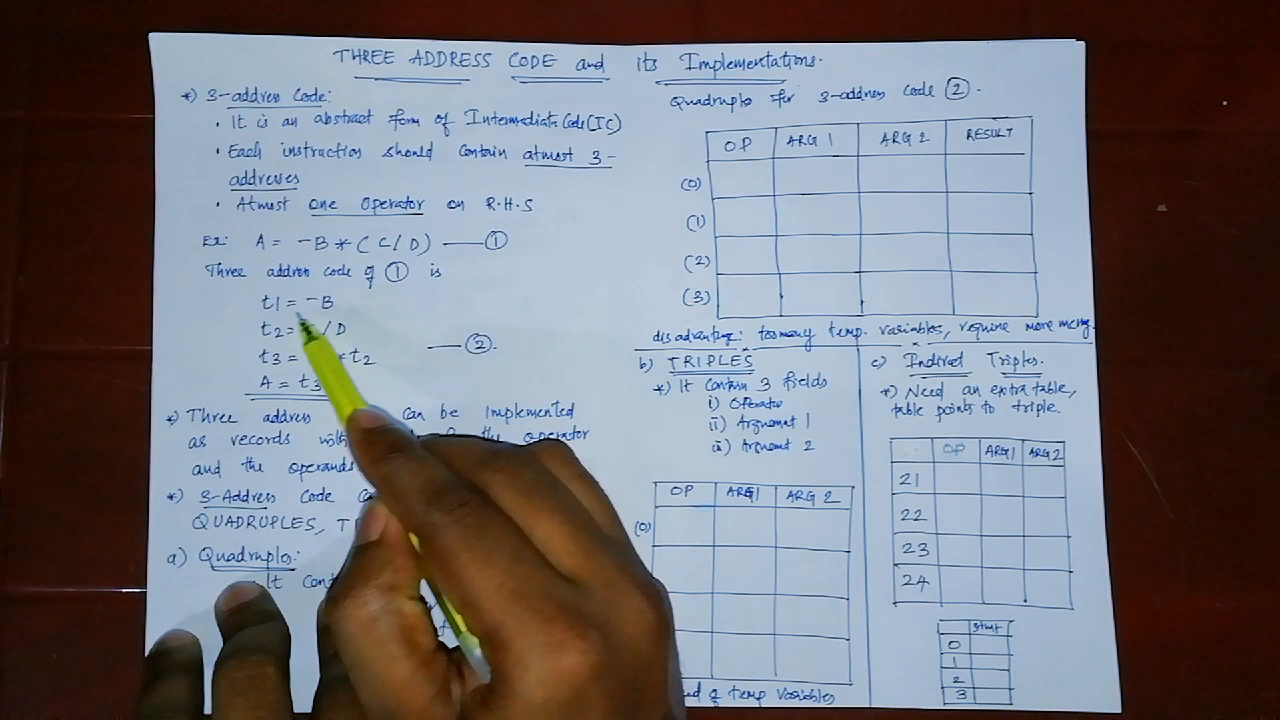 THREE ADDRESS CODE and its Implementations.
*) 3-address Code:
• It is an abstract form of Intermediate Code(IC)
• Each instruction should contain atmost 3-
addresses
• Atmost one Operator on R.H.S
Ex: A = -B * ( C / D ) —— 1
Three address code of 1 is
t1 = -B
t2 = / D
t3 = * t2 —— 2.
A = t3
*) Three address can be Implemented
as records with the operator
and the operands
*) 3-Address Code
QUADRUPLES,
a) Quadruples:
It
Quadruple for 3-address code 2.
OP ARG 1 ARG 2 RESULT
(0)
(1)
(2)
(3)
disadvantage: too many temp. variables, require more
b) TRIPLES
*) It contain 3 fields
i) Operator
ii) Argument 1
iii) Argument 2
OP ARG1 ARG 2
(0)
of temp variables
c) Indirect Triples.
*) Need an extra table,
table points to triple.
OP ARG1 ARG2
21
22
23
24
stmt
0
1
2
3